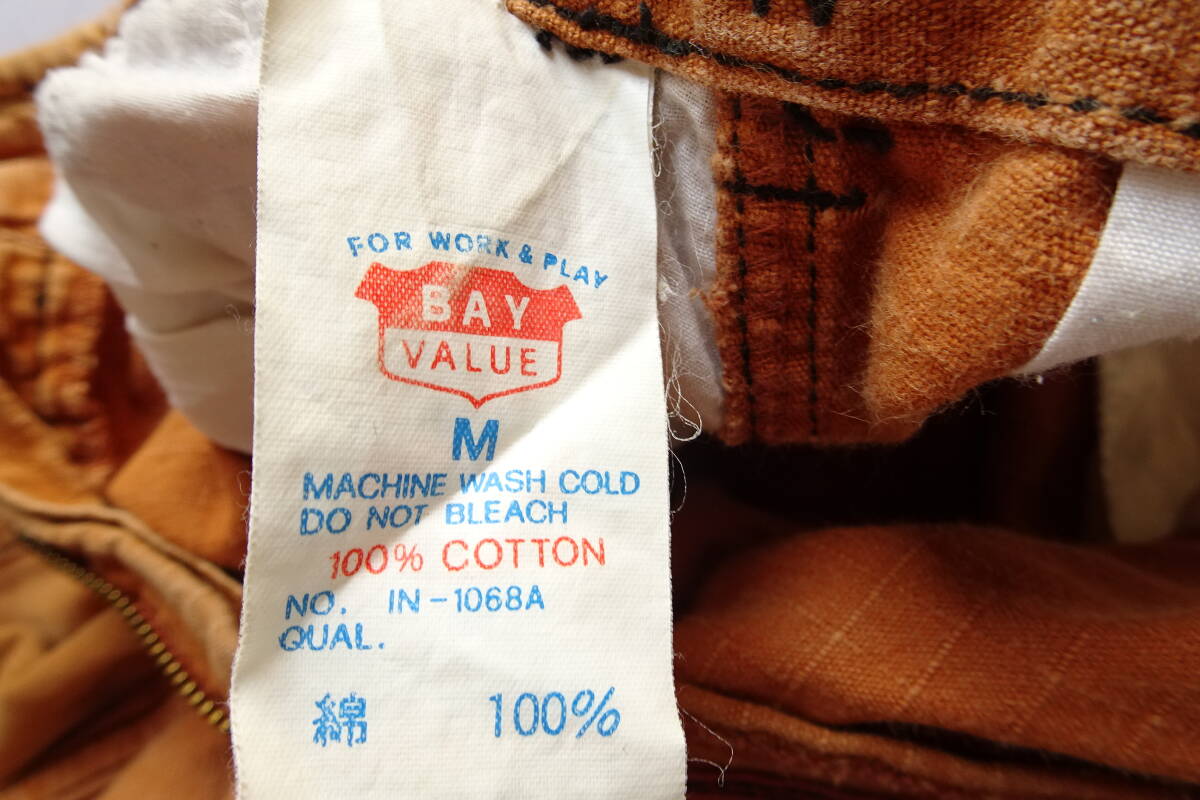 FOR WORK & PLAY
BAY
VALUE
M
MACHINE WASH COLD
DO NOT BLEACH
100% COTTON
NO. IN-1068A
QUAL.
綿 100%